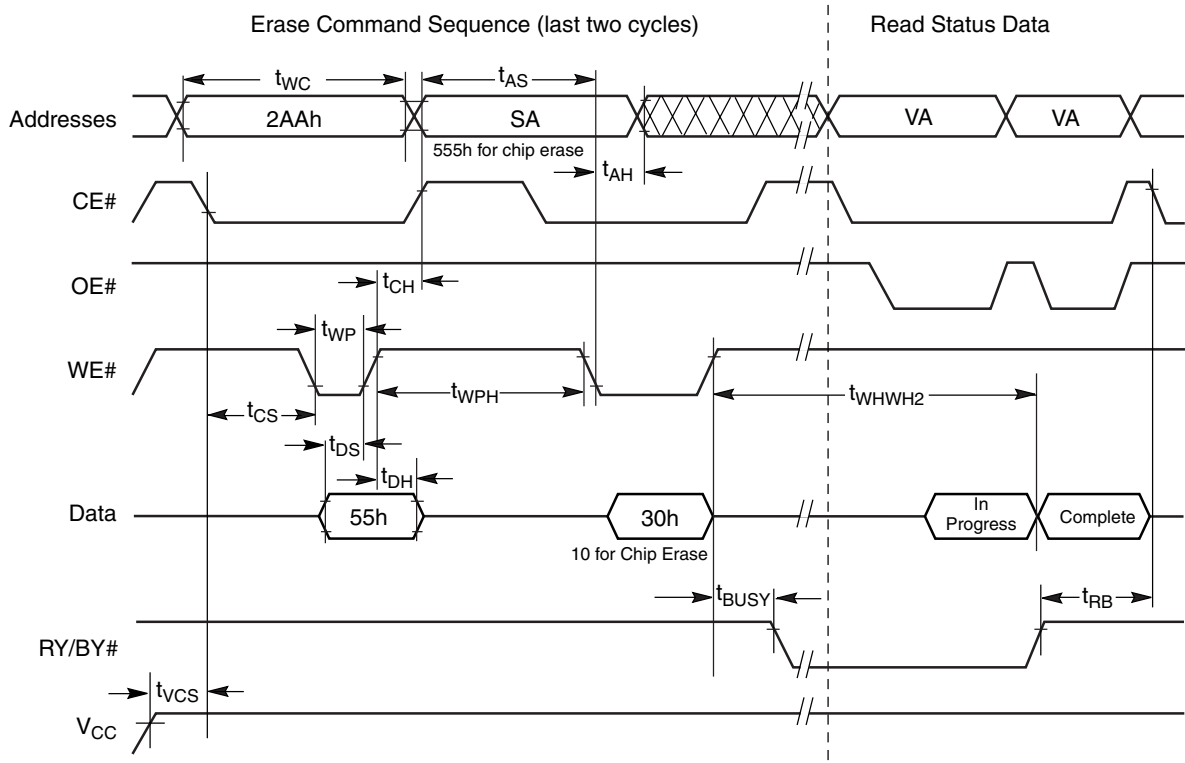 Erase Command Sequence (last two cycles)
Read Status Data
tWC
tAS
Addresses
2AAh
SA
VA
VA
555h for chip erase
tAH
CE#
OE#
tCH
tWP
WE#
tWPH
tWHWH2
tCS
tDS
tDH
Data
55h
30h
In
Progress
Complete
10 for Chip Erase
tBUSY
tRB
RY/BY#
tVCS
VCC